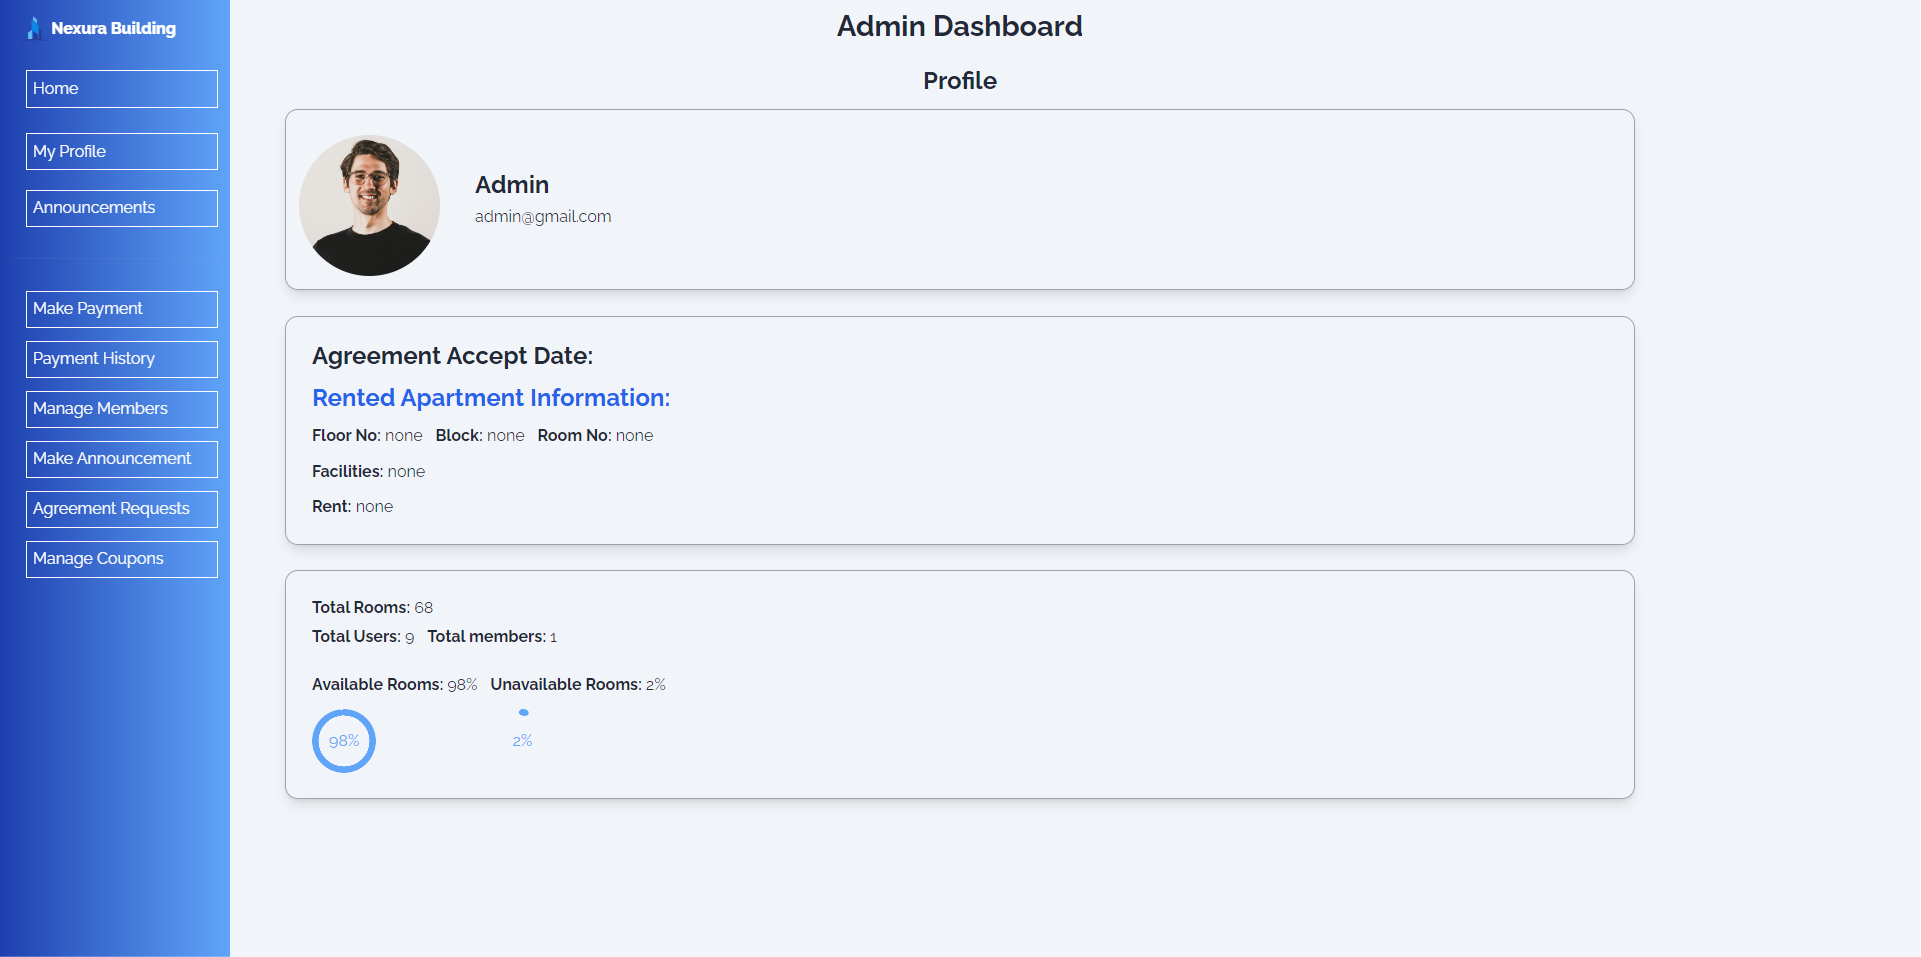 Nexura Building
Home
My Profile
Announcements
Make Payment
Payment History
Manage Members
Make Announcement
Agreement Requests
Manage Coupons
Admin Dashboard
Profile
Admin
admin@gmail.com
Agreement Accept Date:
Rented Apartment Information:
Floor No: none Block: none Room No: none
Facilities: none
Rent: none
Total Rooms: 68
Total Users: 9 Total members: 1
Available Rooms: 98% Unavailable Rooms: 2%
98% 2%